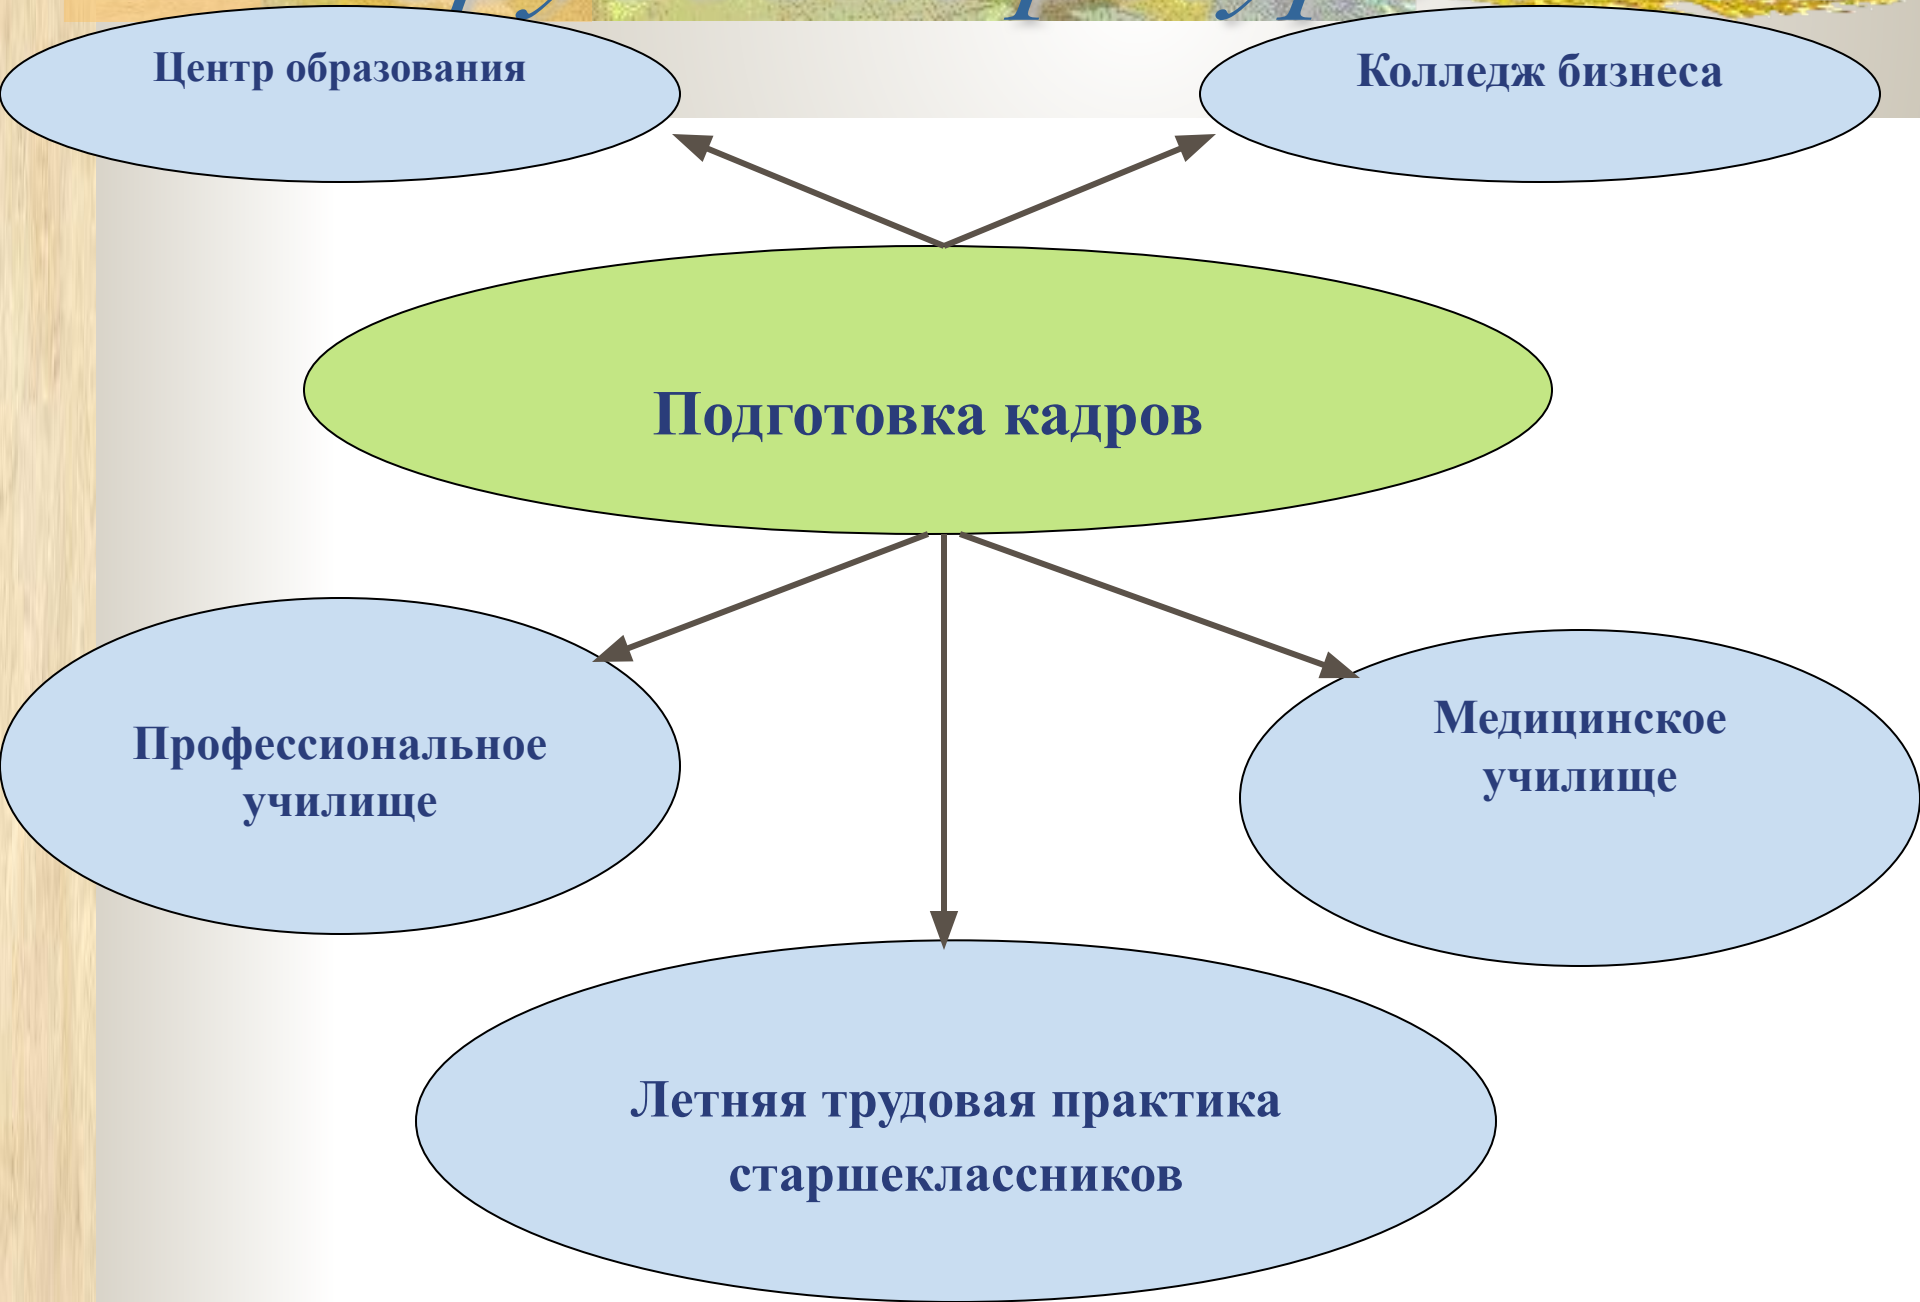 Центр образования
Колледж бизнеса
Подготовка кадров
Профессиональное
училище
Медицинское
училище
Летняя трудовая практика
старшеклассников